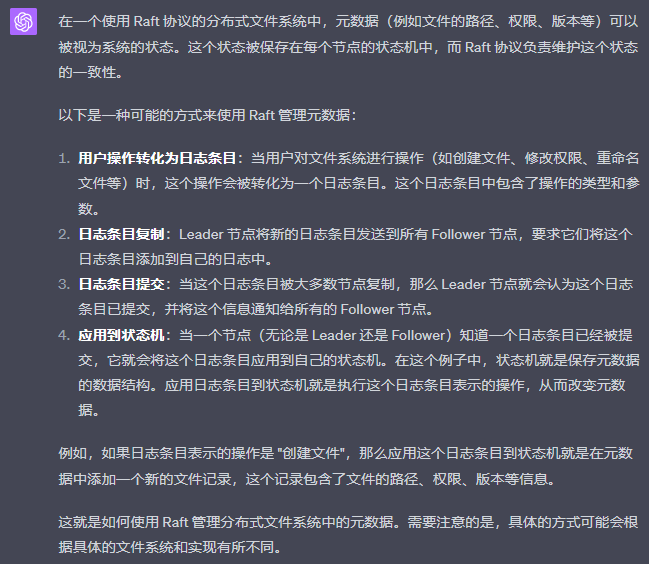 在一个使用 Raft 协议的分布式文件系统中，元数据（例如文件的路径、权限、版本等）可以
被视为系统的状态。这个状态被保存在每个节点的状态机中，而 Raft 协议负责维护这个状态
的一致性。
以下是一种可能的方式来使用 Raft 管理元数据：
1. 用户操作转化为日志条目：当用户对文件系统进行操作（如创建文件、修改权限、重命名
文件等）时，这个操作会被转化为一个日志条目。这个日志条目中包含了操作的类型和参
数。
2. 日志条目复制：Leader 节点将新的日志条目发送到所有 Follower 节点，要求它们将这个
日志条目添加到自己的日志中。
3. 日志条目提交：当这个日志条目被大多数节点复制，那么 Leader 节点就会认为这个日志
条目已提交，并将这个信息通知给所有的 Follower 节点。
4. 应用到状态机：当一个节点（无论是 Leader 还是 Follower）知道一个日志条目已经被提
交，它就会将这个日志条目应用到自己的状态机。在这个例子中，状态机就是保存元数据
的数据结构。应用日志条目到状态机就是执行这个日志条目表示的操作，从而改变元数
据。
例如，如果日志条目表示的操作是 "创建文件"，那么应用这个日志条目到状态机就是在元数
据中添加一个新的文件记录，这个记录包含了文件的路径、权限、版本等信息。
这就是如何使用 Raft 管理分布式文件系统中的元数据。需要注意的是，具体的方式可能会根
据具体的文件系统和实现有所不同。